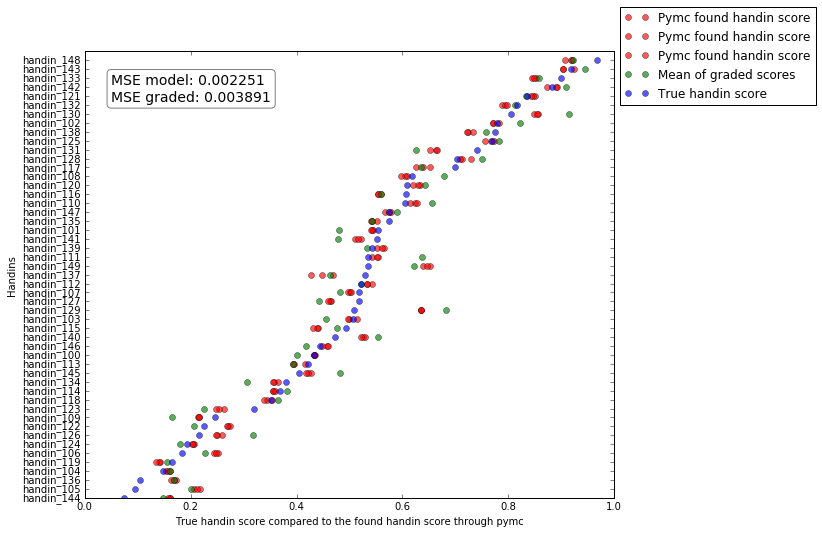 Pymc found handin score
Pymc found handin score
Pymc found handin score
Mean of graded scores
True handin score
MSE model: 0.002251
MSE graded: 0.003891
Handins
handin_148
handin_143
handin_133
handin_142
handin_121
handin_132
handin_130
handin_102
handin_138
handin_125
handin_131
handin_128
handin_117
handin_108
handin_120
handin_116
handin_110
handin_147
handin_135
handin_101
handin_141
handin_139
handin_111
handin_149
handin_137
handin_112
handin_107
handin_127
handin_129
handin_103
handin_115
handin_140
handin_146
handin_100
handin_113
handin_145
handin_134
handin_114
handin_118
handin_123
handin_109
handin_122
handin_126
handin_124
handin_106
handin_119
handin_104
handin_136
handin_105
handin_144
0.0 0.2 0.4 0.6 0.8 1.0
True handin score compared to the found handin score through pymc